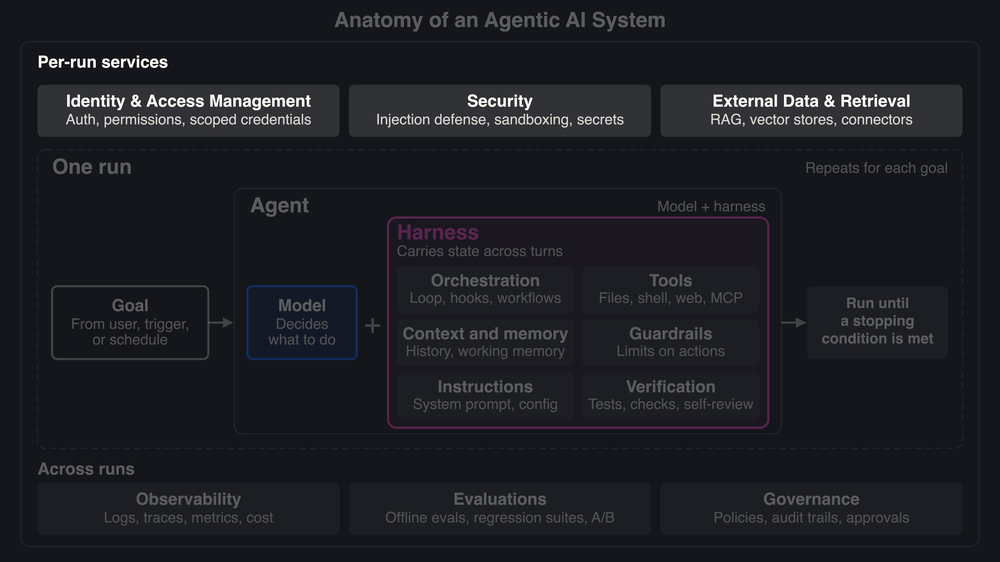 Anatomy of an Agentic AI System
Per-run services
Identity & Access Management
Auth, permissions, scoped credentials
Security
Injection defense, sandboxing, secrets
External Data & Retrieval
RAG, vector stores, connectors
One run
Repeats for each goal
Agent
Model + harness
Harness
Carries state across turns
Goal
From user, trigger,
or schedule
Model
Decides
what to do
+
Orchestration
Loop, hooks, workflows
Tools
Files, shell, web, MCP
Context and memory
History, working memory
Guardrails
Limits on actions
Instructions
System prompt, config
Verification
Tests, checks, self-review
Run until
a stopping
condition is met
Across runs
Observability
Logs, traces, metrics, cost
Evaluations
Offline evals, regression suites, A/B
Governance
Policies, audit trails, approvals